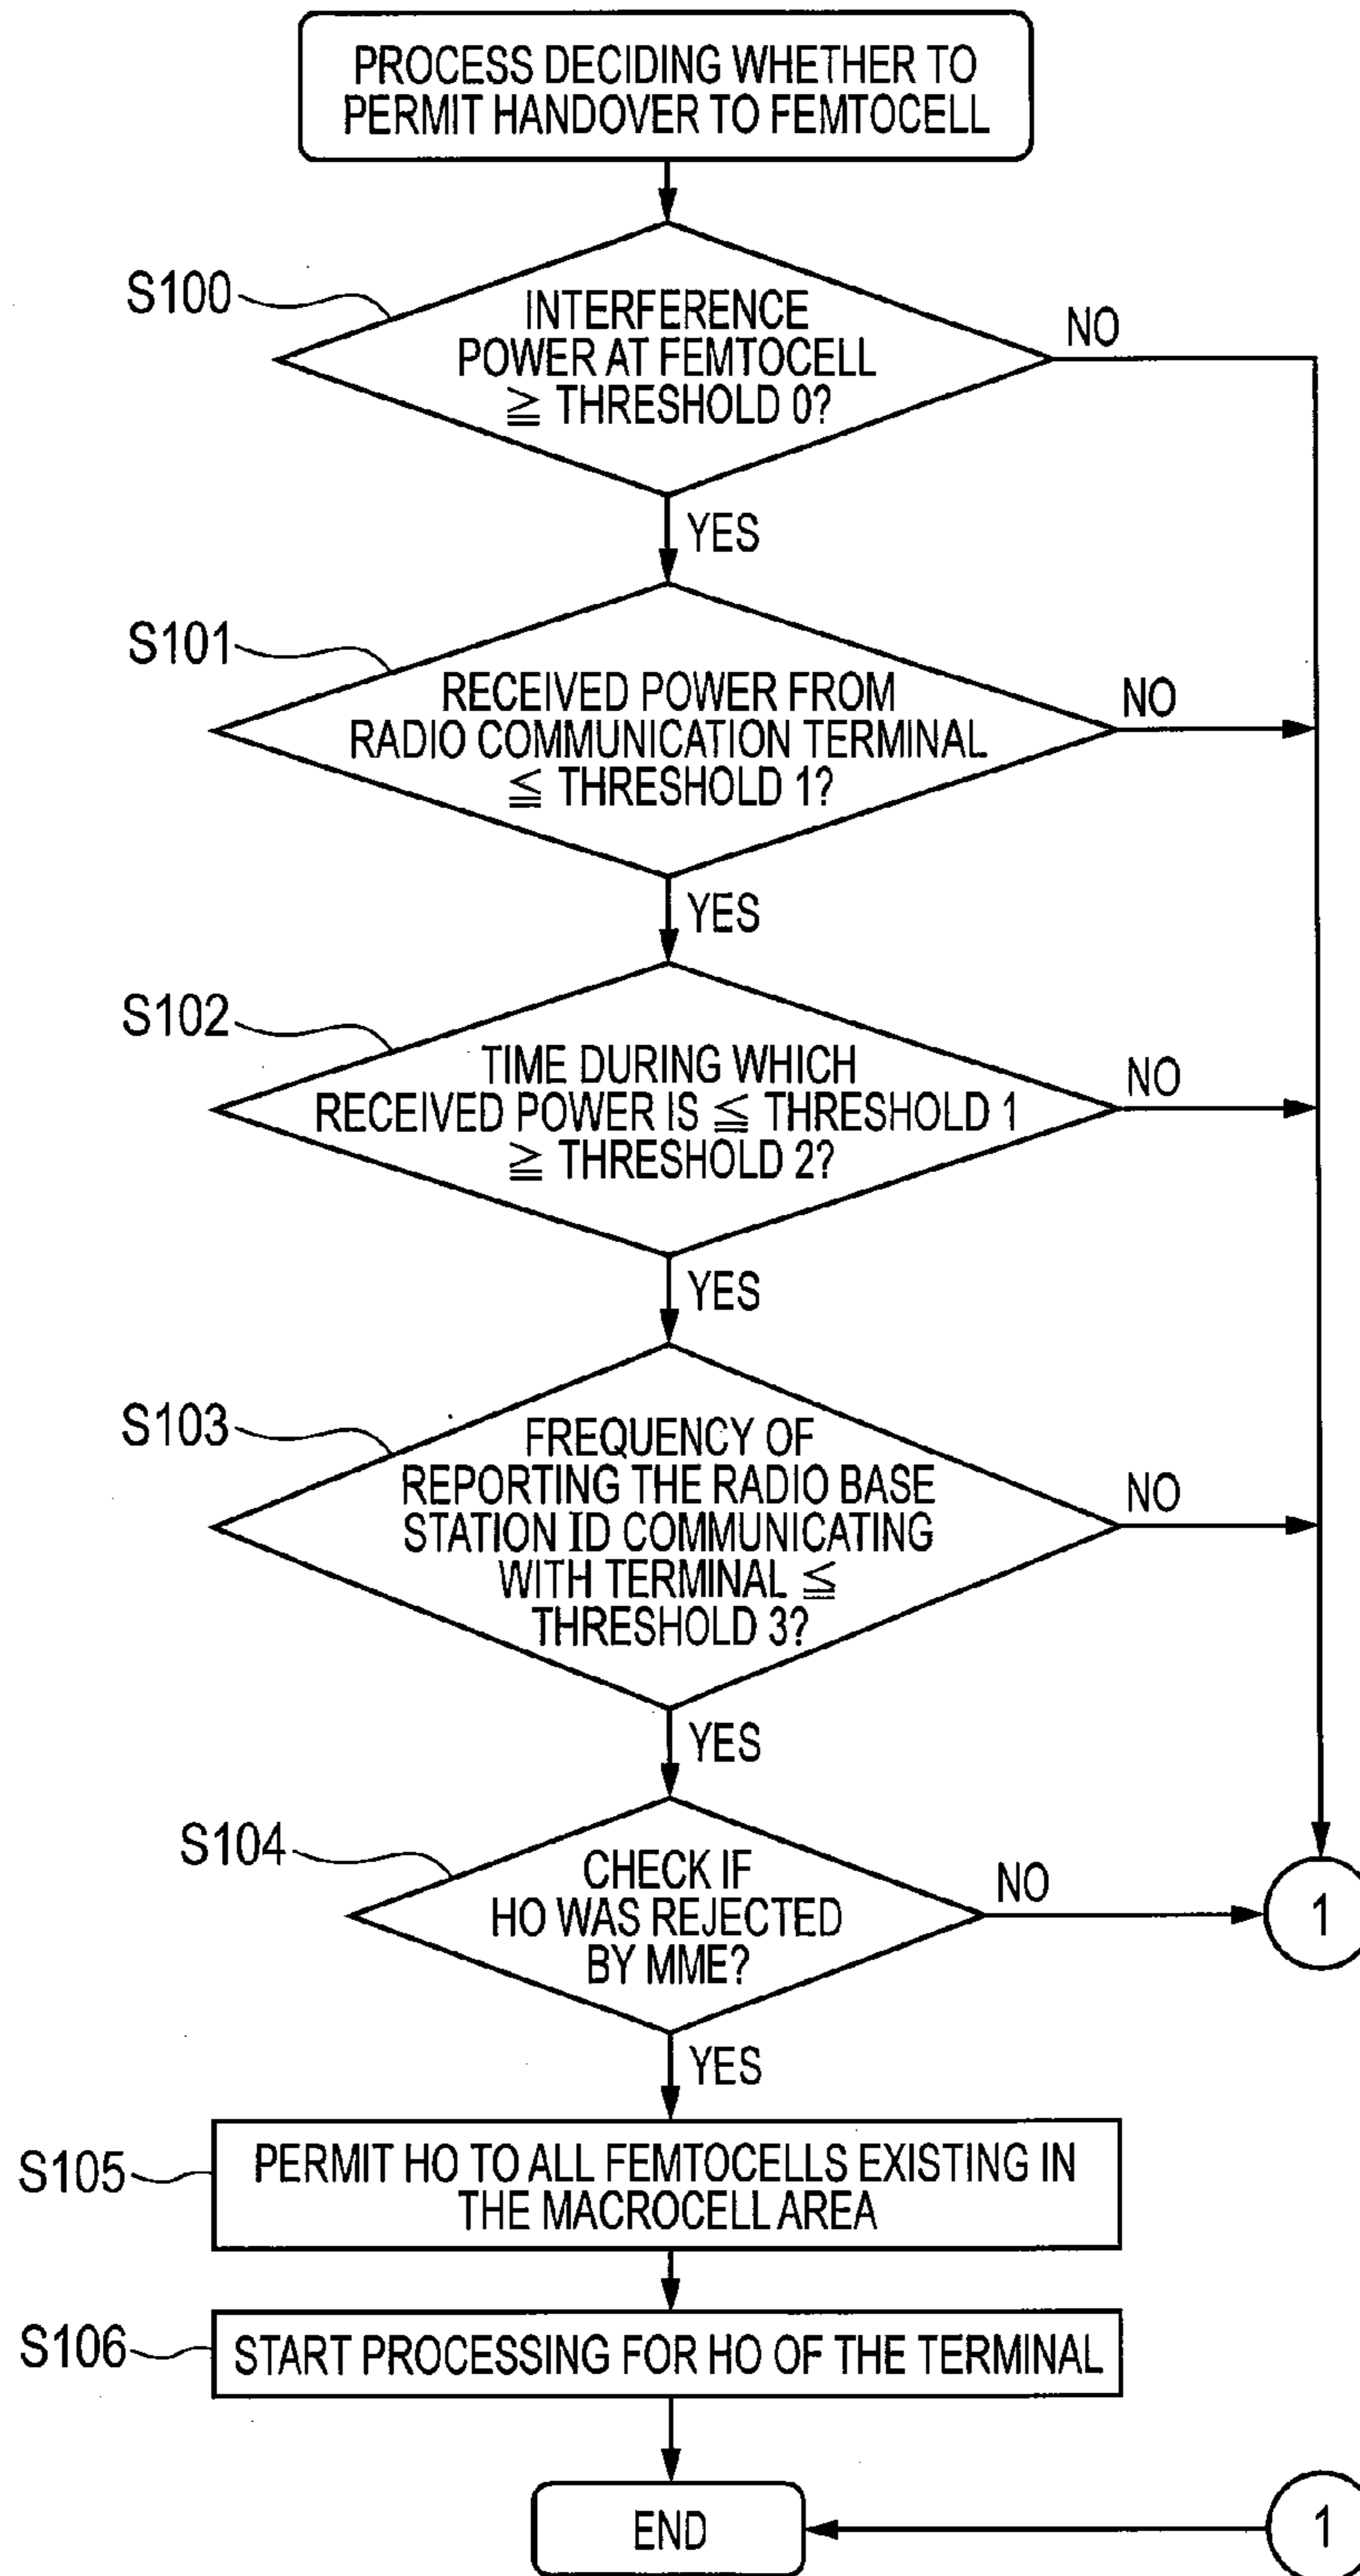 PROCESS DECIDING WHETHER TO
PERMIT HANDOVER TO FEMTOCELL
S100
INTERFERENCE
POWER AT FEMTOCELL
≧ THRESHOLD 0?
NO
YES
S101
RECEIVED POWER FROM
RADIO COMMUNICATION TERMINAL
≦ THRESHOLD 1?
NO
YES
S102
TIME DURING WHICH
RECEIVED POWER IS ≦ THRESHOLD 1
≧ THRESHOLD 2?
NO
YES
S103
FREQUENCY OF
REPORTING THE RADIO BASE
STATION ID COMMUNICATING
WITH TERMINAL ≦
THRESHOLD 3?
NO
YES
S104
CHECK IF
HO WAS REJECTED
BY MME?
NO
1
YES
S105
PERMIT HO TO ALL FEMTOCELLS EXISTING IN
THE MACROCELL AREA
S106
START PROCESSING FOR HO OF THE TERMINAL
END
1